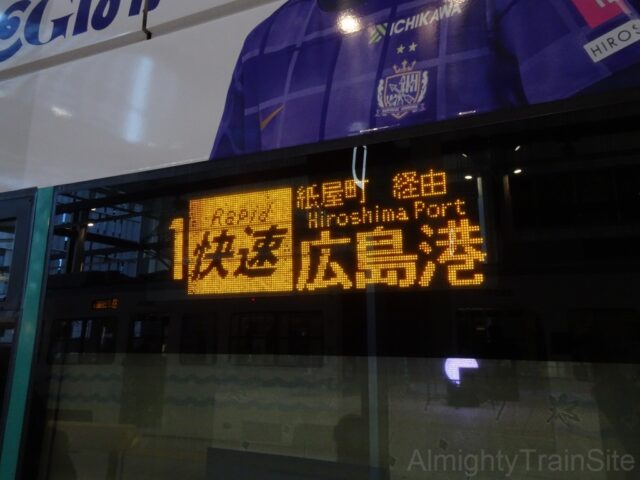 ICHIKAWA
HIROS
1
Rapid
快速
紙屋町 経由
Hiroshima Port
広島港
AlmightyTrainSite